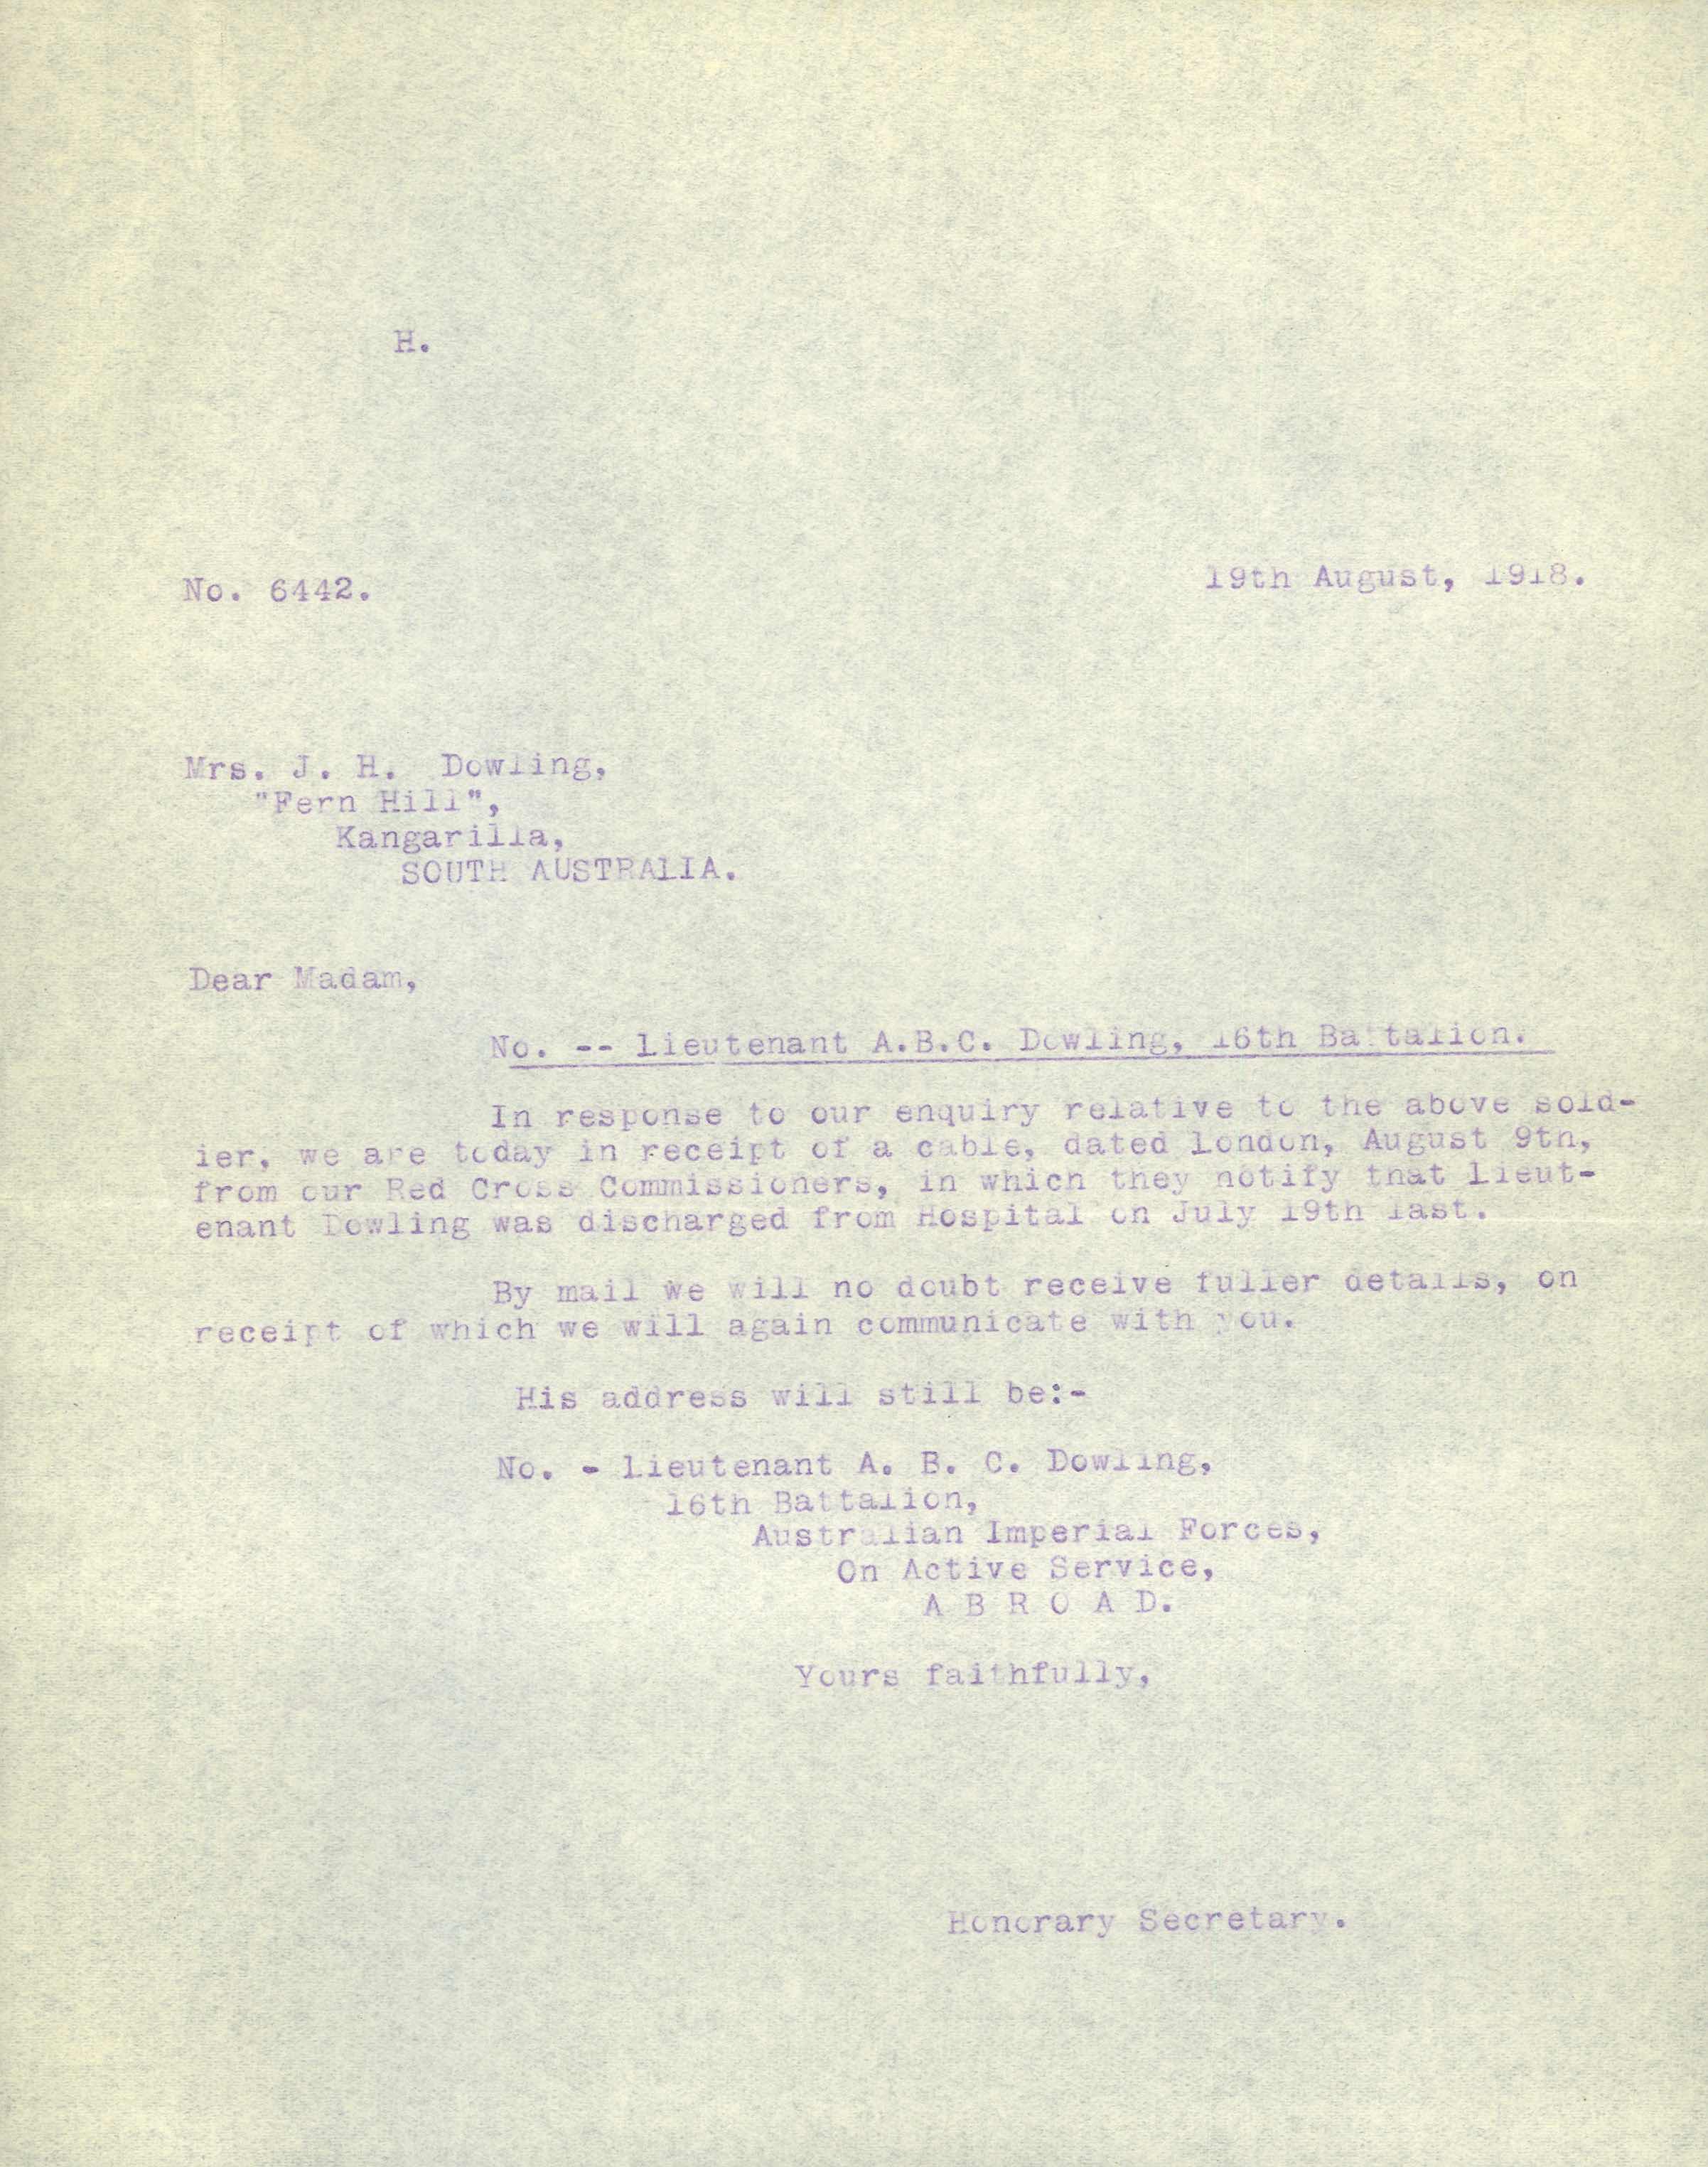 H.
No. 6442.
19th August, 1918.
Mrs. J. H. Dowling,
"Fern Hill",
Kangarilla,
SOUTH AUSTRALIA.
Dear Madam,
No. -- Lieutenant A.B.C. Dowling, 16th Battalion.
In response to our enquiry relative to the above sold-
ier, we are today in receipt of a cable, dated London, August 9th,
from our Red Cross Commissioners, in which they notify that Lieut-
enant Dowling was discharged from Hospital on July 19th last.
By mail we will no doubt receive fuller details, on
receipt of which we will again communicate with you.
His address will still be:-
No. - Lieutenant A. B. C. Dowling,
16th Battalion,
Australian Imperial Forces,
On Active Service,
A B R O A D.
Yours faithfully,
Honorary Secretary.